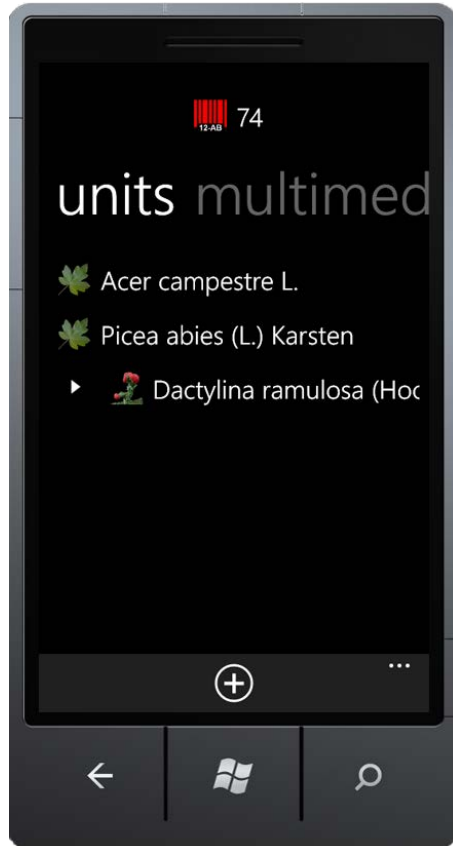 12-AB 74
units multimed
Acer campestre L.
Picea abies (L.) Karsten
Dactylina ramulosa (Hoc